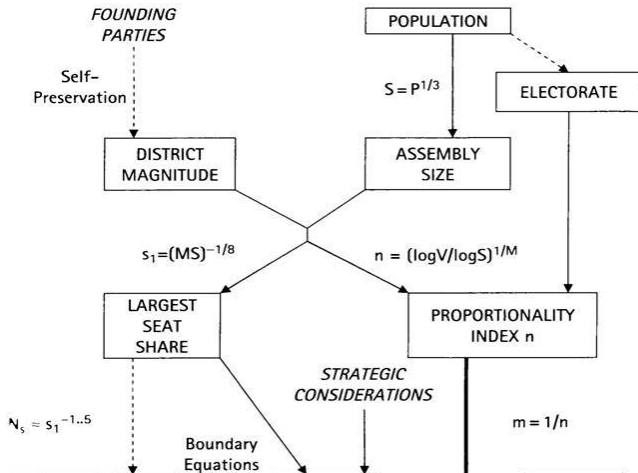 FOUNDING
PARTIES
POPULATION
Self-
Preservation
S = P^1/3
ELECTORATE
DISTRICT
MAGNITUDE
ASSEMBLY
SIZE
s₁=(MS)^–1/8
n = (logV/logS)^1/M
LARGEST
SEAT
SHARE
PROPORTIONALITY
INDEX n
STRATEGIC
CONSIDERATIONS
N_s = s₁^–1..5
m = 1/n
Boundary
Equations